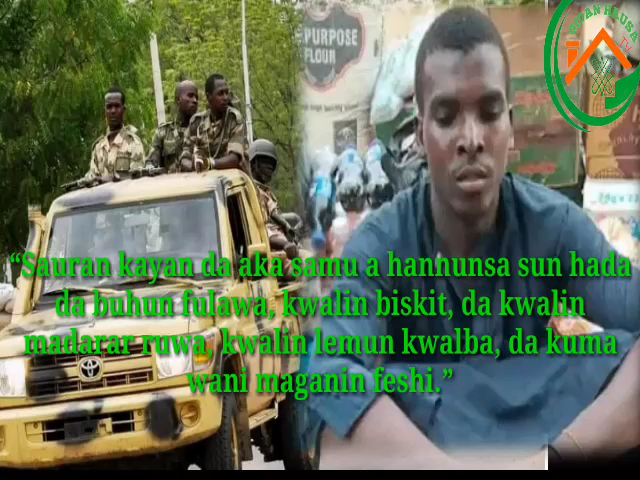 PURPOSE
FLOUR
“Sauran kayan da aka samu a hannunsa sun hada
da buhun fulawa, kwalin biskit, da kwalin
madarar ruwa, kwalin lemun kwalba, da kuma
wani maganin feshi.”